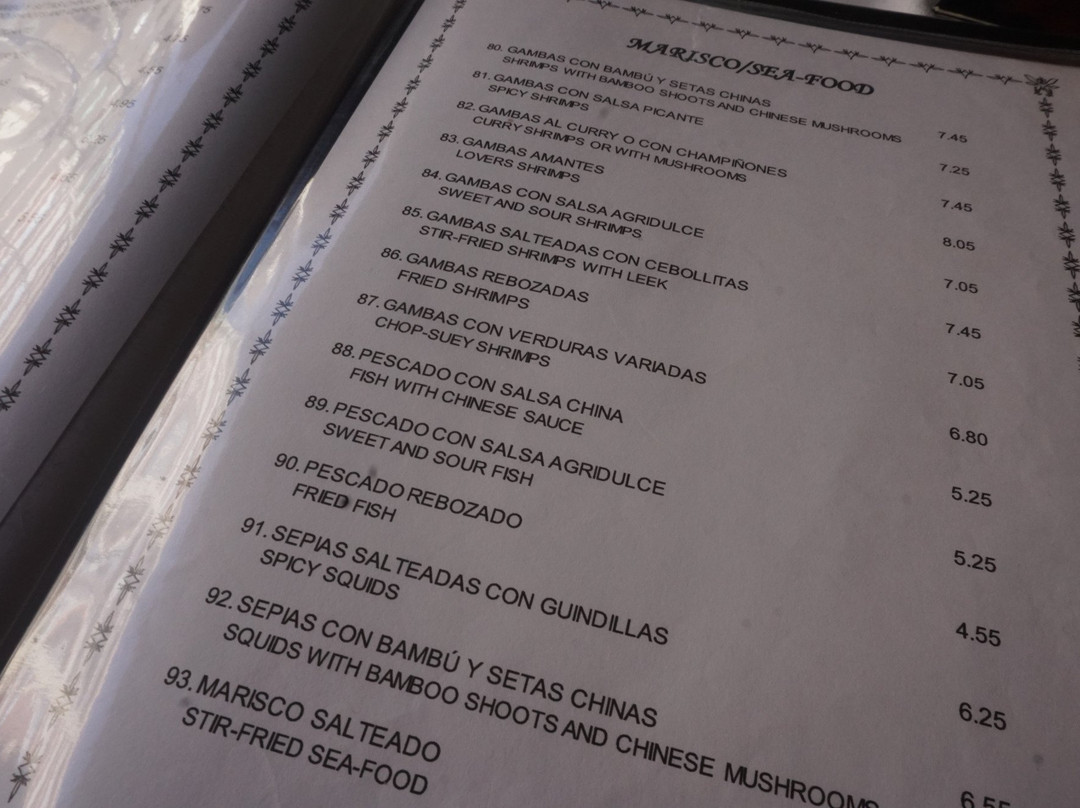 MARISCO/SEA-FOOD
80. GAMBAS CON BAMBÚ Y SETAS CHINAS
SHRIMPS WITH BAMBOO SHOOTS AND CHINESE MUSHROOMS 7.45
81. GAMBAS CON SALSA PICANTE
SPICY SHRIMPS 7.25
82. GAMBAS AL CURRY O CON CHAMPIÑONES
CURRY SHRIMPS OR WITH MUSHROOMS 7.45
83. GAMBAS AMANTES
LOVERS SHRIMPS 8.05
84. GAMBAS CON SALSA AGRIDULCE
SWEET AND SOUR SHRIMPS 7.05
85. GAMBAS SALTEADAS CON CEBOLLITAS
STIR-FRIED SHRIMPS WITH LEEK 7.45
86. GAMBAS REBOZADAS
FRIED SHRIMPS 7.05
87. GAMBAS CON VERDURAS VARIADAS
CHOP-SUEY SHRIMPS 6.80
88. PESCADO CON SALSA CHINA
FISH WITH CHINESE SAUCE 5.25
89. PESCADO CON SALSA AGRIDULCE
SWEET AND SOUR FISH 5.25
90. PESCADO REBOZADO
FRIED FISH 4.55
91. SEPIAS SALTEADAS CON GUINDILLAS
SPICY SQUIDS 6.25
92. SEPIAS CON BAMBÚ Y SETAS CHINAS
SQUIDS WITH BAMBOO SHOOTS AND CHINESE MUSHROOMS 6.55
93. MARISCO SALTEADO
STIR-FRIED SEA-FOOD